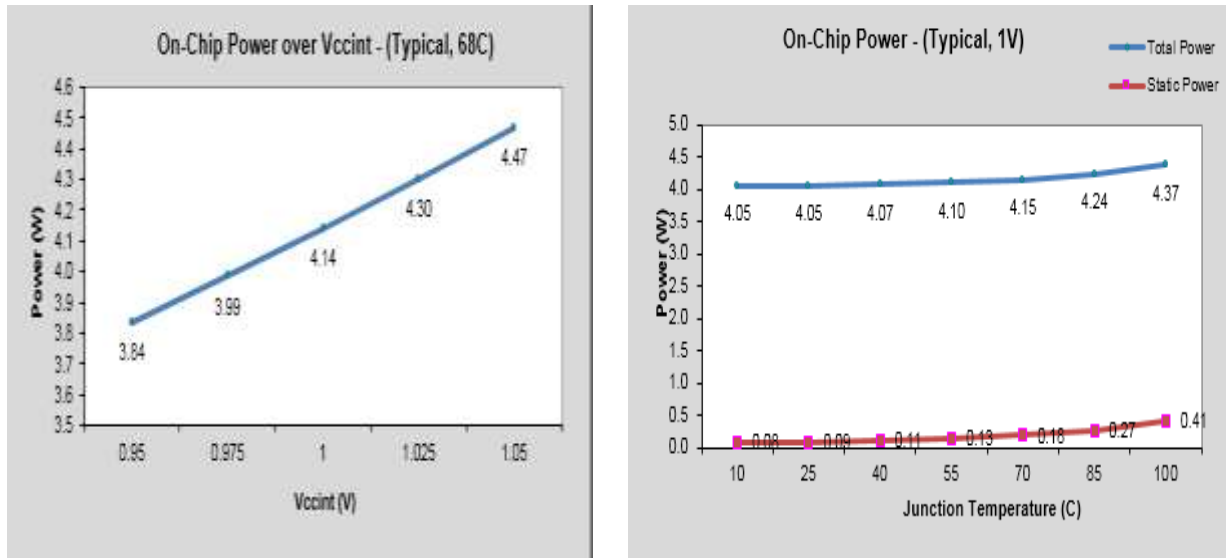 On-Chip Power over Vccint - (Typical, 68C)
4.6
4.5
4.4
4.3
4.2
4.1
4.0
3.9
3.8
3.7
3.6
3.5
Power (W)
3.84
3.99
4.14
4.30
4.47
0.95 0.975 1 1.025 1.05
Vccint (V)
On-Chip Power - (Typical, 1V)
Total Power
Static Power
5.0
4.5
4.0
3.5
3.0
2.5
2.0
1.5
1.0
0.5
0.0
Power (W)
4.05 4.05 4.07 4.10 4.15 4.24 4.37
0.08 0.09 0.11 0.13 0.18 0.27 0.41
10 25 40 55 70 85 100
Junction Temperature (C)